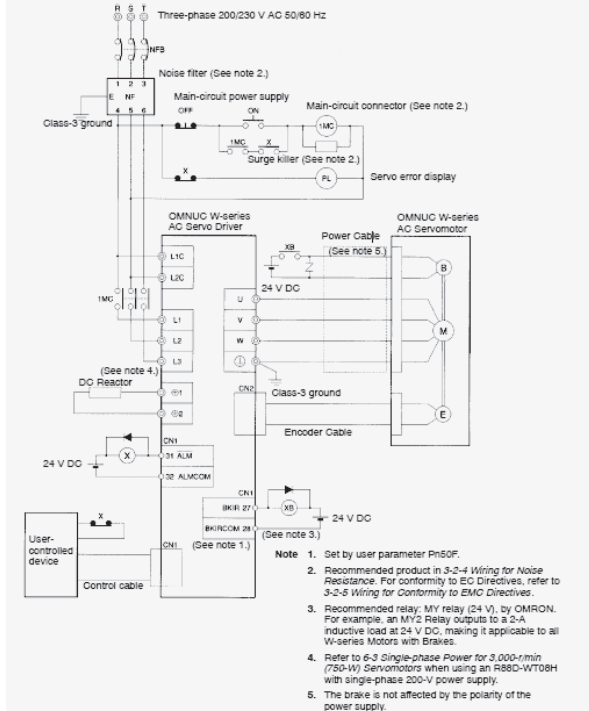 R S T
Three-phase 200/230 V AC 50/60 Hz
NFB
Noise filter (See note 2.)
1 2 3
E NF
4 5 6
Class-3 ground
Main-circuit power supply
OFF
ON
Main-circuit connector (See note 2.)
1MC
1MC
X
Surge killer (See note 2.)
X
PL
Servo error display
OMNUC W-series
AC Servo Driver
OMNUC W-series
AC Servomotor
Power Cable
(See note 5.)
XB
24 V DC
B
L1C
L2C
1MC
U
V
W
M
L1
L2
L3
(See note 4.)
DC Reactor
⊕1
⊕2
Class-3 ground
CN2
E
Encoder Cable
CN1
X
24 V DC
31 ALM
32 ALMCOM
CN1
BKIR 27
XB
24 V DC
BKIRCOM 28
(See note 1.)
(See note 3.)
X
User-
controlled
device
CN1
Control cable
Note 1. Set by user parameter Pn50F.
2. Recommended product in 3-2-4 Wiring for Noise
Resistance. For conformity to EC Directives, refer to
3-2-5 Wiring for Conformity to EMC Directives.
3. Recommended relay: MY relay (24 V), by OMRON.
For example, an MY2 Relay outputs to a 2-A
inductive load at 24 V DC, making it applicable to all
W-series Motors with Brakes.
4. Refer to 6-3 Single-phase Power for 3,000-r/min
(750-W) Servomotors when using an R88D-WT08H
with single-phase 200-V power supply.
5. The brake is not affected by the polarity of the
power supply.